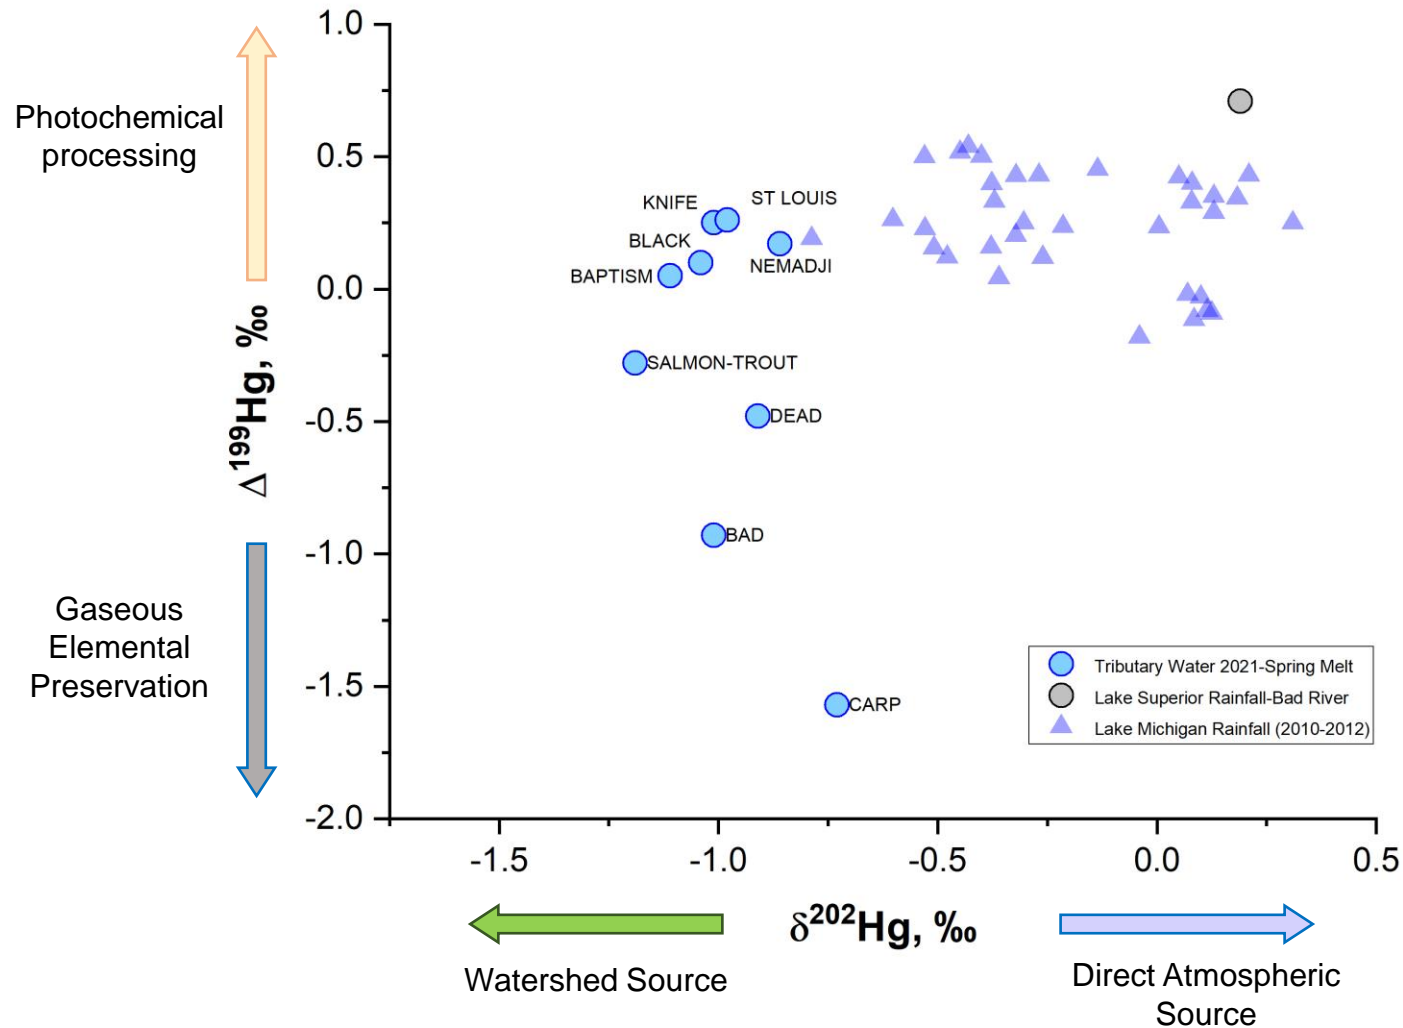 1.0
0.5
0.0
-0.5
-1.0
-1.5
-2.0
Photochemical
processing
Δ¹⁹⁹Hg, ‰
Gaseous
Elemental
Preservation
KNIFE
ST LOUIS
BLACK
NEMADJI
BAPTISM
SALMON-TROUT
DEAD
BAD
CARP
Tributary Water 2021-Spring Melt
Lake Superior Rainfall-Bad River
Lake Michigan Rainfall (2010-2012)
-1.5 -1.0 -0.5 0.0 0.5
δ²⁰²Hg, ‰
Watershed Source
Direct Atmospheric
Source